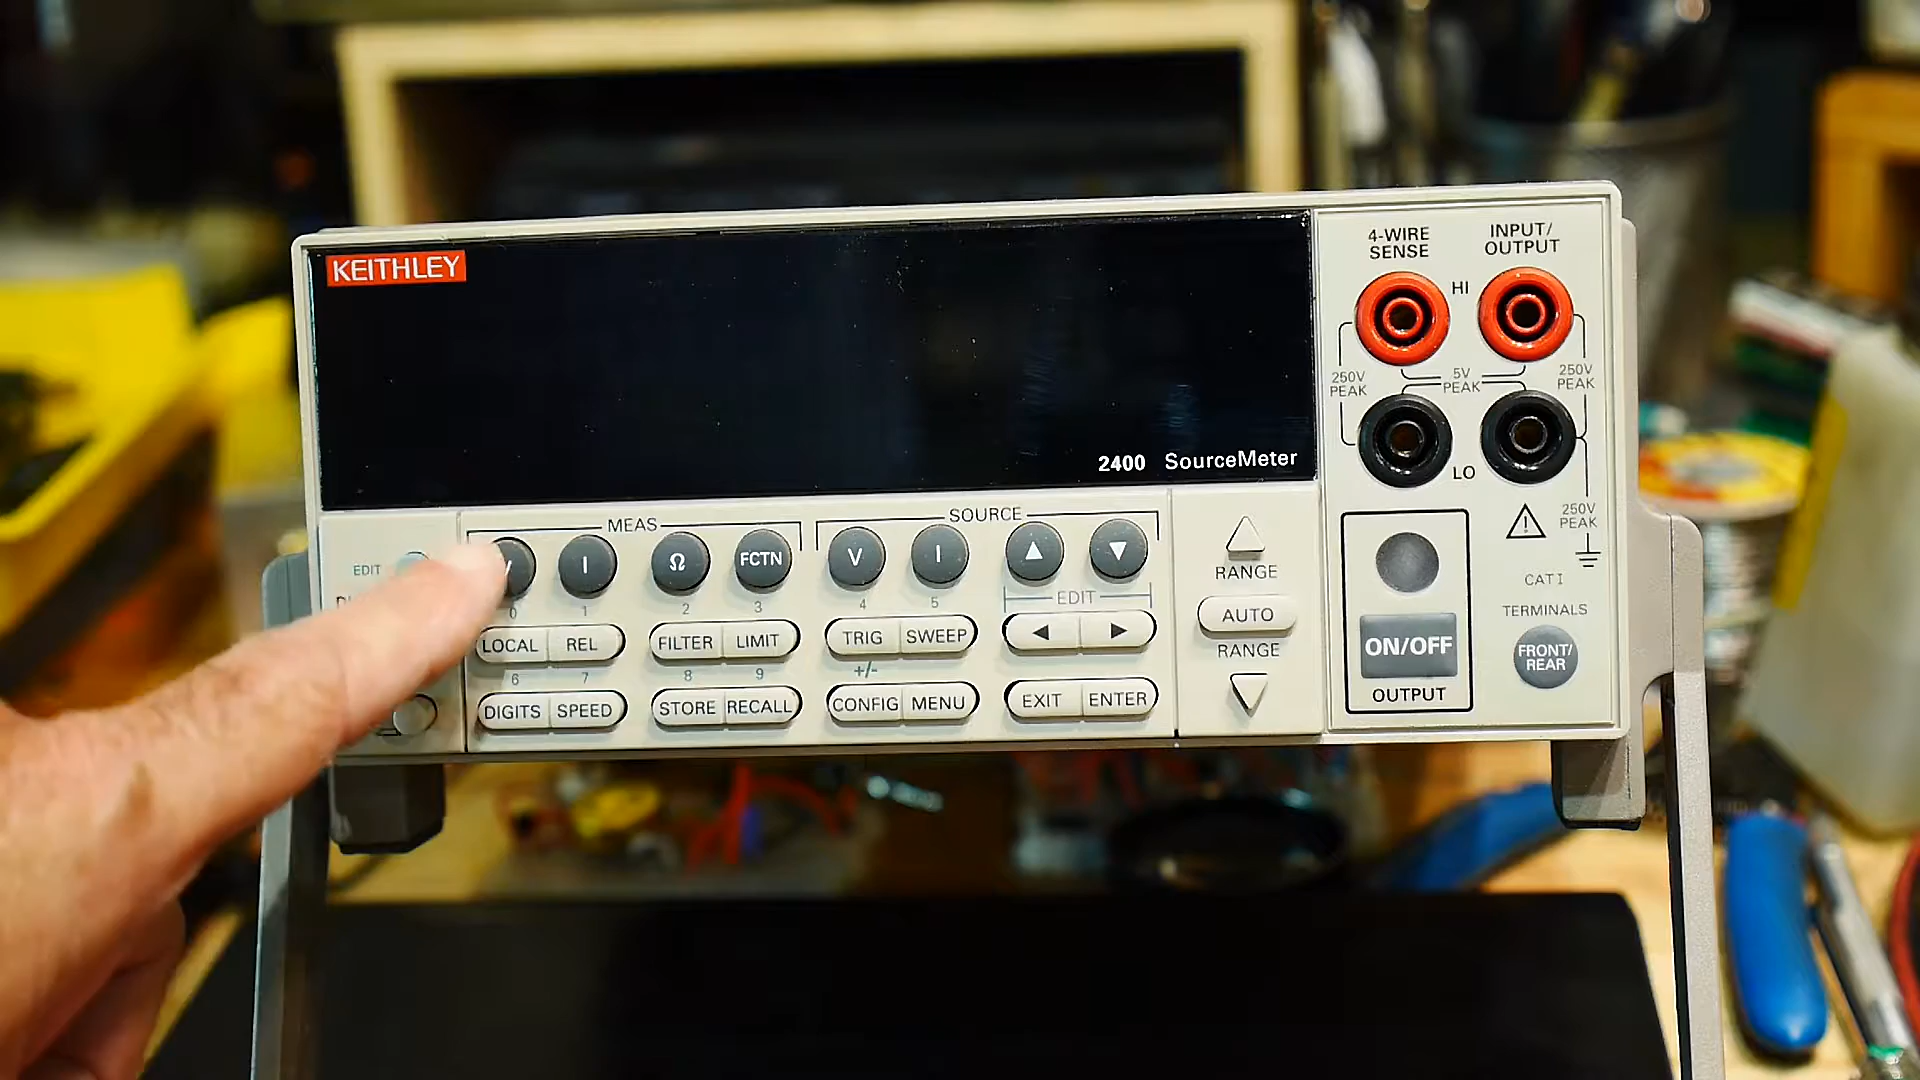 KEITHLEY
2400 SourceMeter
4-WIRE
SENSE
INPUT/
OUTPUT
HI
250V
PEAK
5V
PEAK
250V
PEAK
LO
250V
PEAK
CAT I
TERMINALS
FRONT/
REAR
MEAS
SOURCE
EDIT
V I Ω FCTN V I
0 1 2 3 4 5
EDIT
LOCAL REL FILTER LIMIT TRIG SWEEP
6 7 8 9 +/-
DIGITS SPEED STORE RECALL CONFIG MENU EXIT ENTER
RANGE
AUTO
RANGE
ON/OFF
OUTPUT